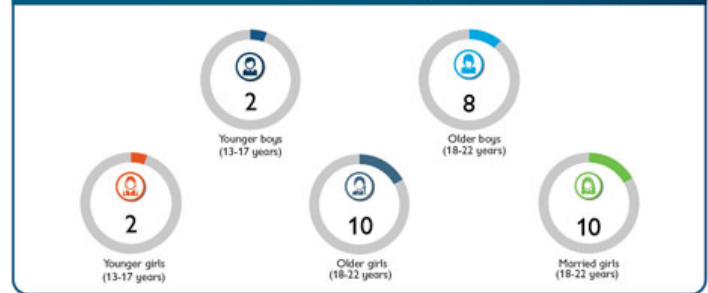 2
Younger boys
(13-17 years)
8
Older boys
(18-22 years)
2
Younger girls
(13-17 years)
10
Older girls
(18-22 years)
10
Married girls
(18-22 years)